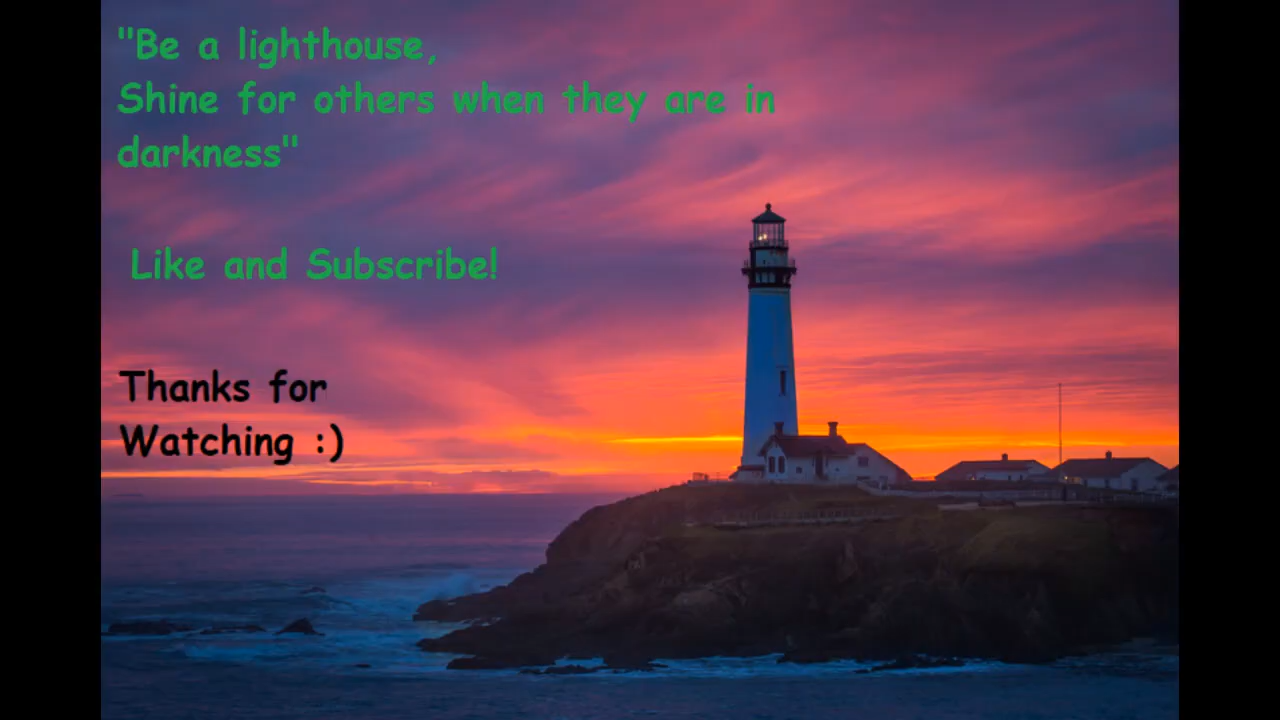 "Be a lighthouse,
Shine for others when they are in
darkness"
Like and Subscribe!
Thanks for
Watching :)